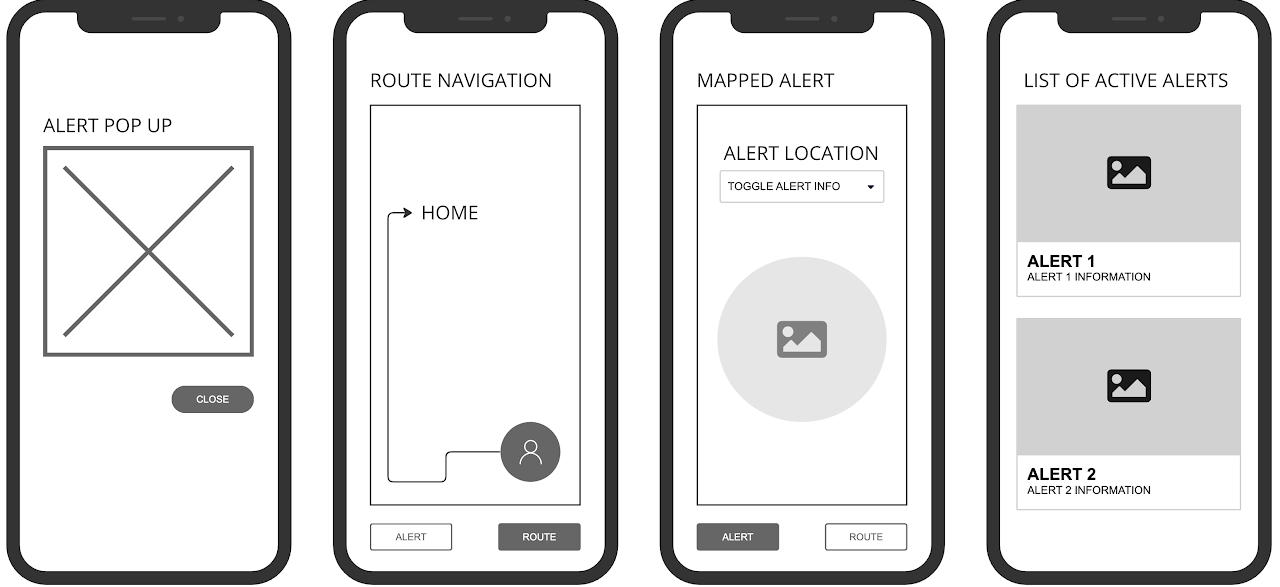 ALERT POP UP
CLOSE
ROUTE NAVIGATION
HOME
ALERT
ROUTE
MAPPED ALERT
ALERT LOCATION
TOGGLE ALERT INFO
ALERT
ROUTE
LIST OF ACTIVE ALERTS
ALERT 1
ALERT 1 INFORMATION
ALERT 2
ALERT 2 INFORMATION